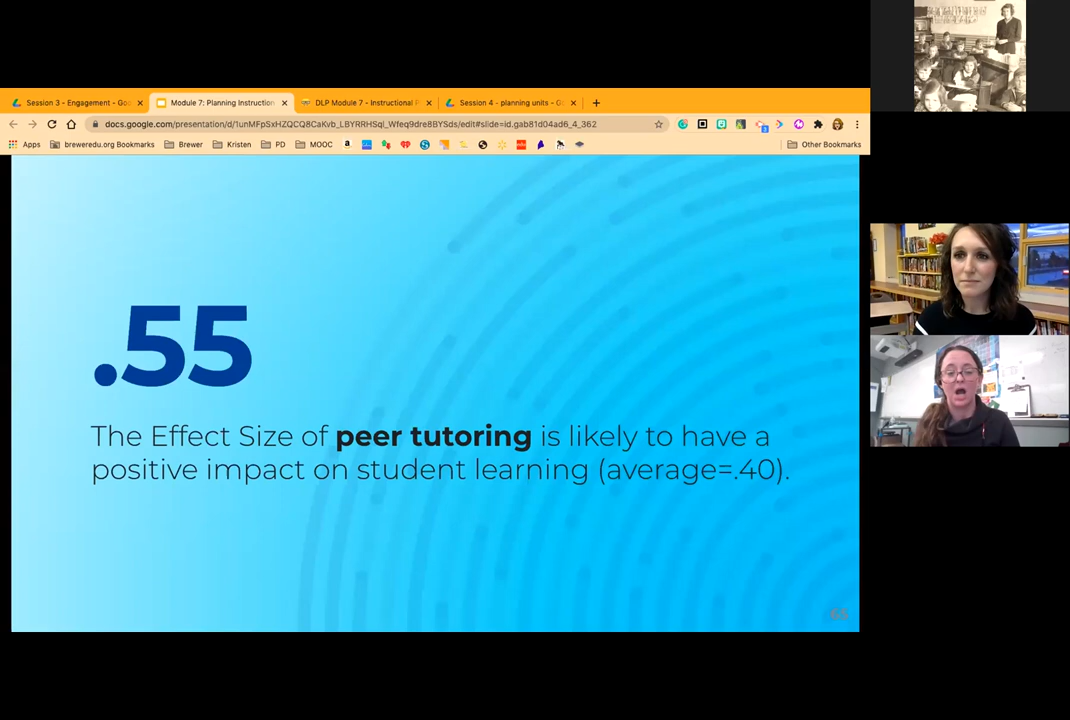 Session 3 - Engagement - Goo
Module 7: Planning Instruction
DLP Module 7 - Instructional P
Session 4 - planning units - Go
docs.google.com/presentation/d/1unMFpSxHZQCQ8CaKvb_LBYRRHSqI_Wfeq9dre8BYSds/edit#slide=id.gab81d04ad6_4_362
Apps
breweredu.org Bookmarks
Brewer
Kristen
PD
MOOC
Other Bookmarks
.55
The Effect Size of peer tutoring is likely to have a
positive impact on student learning (average=.40).
65